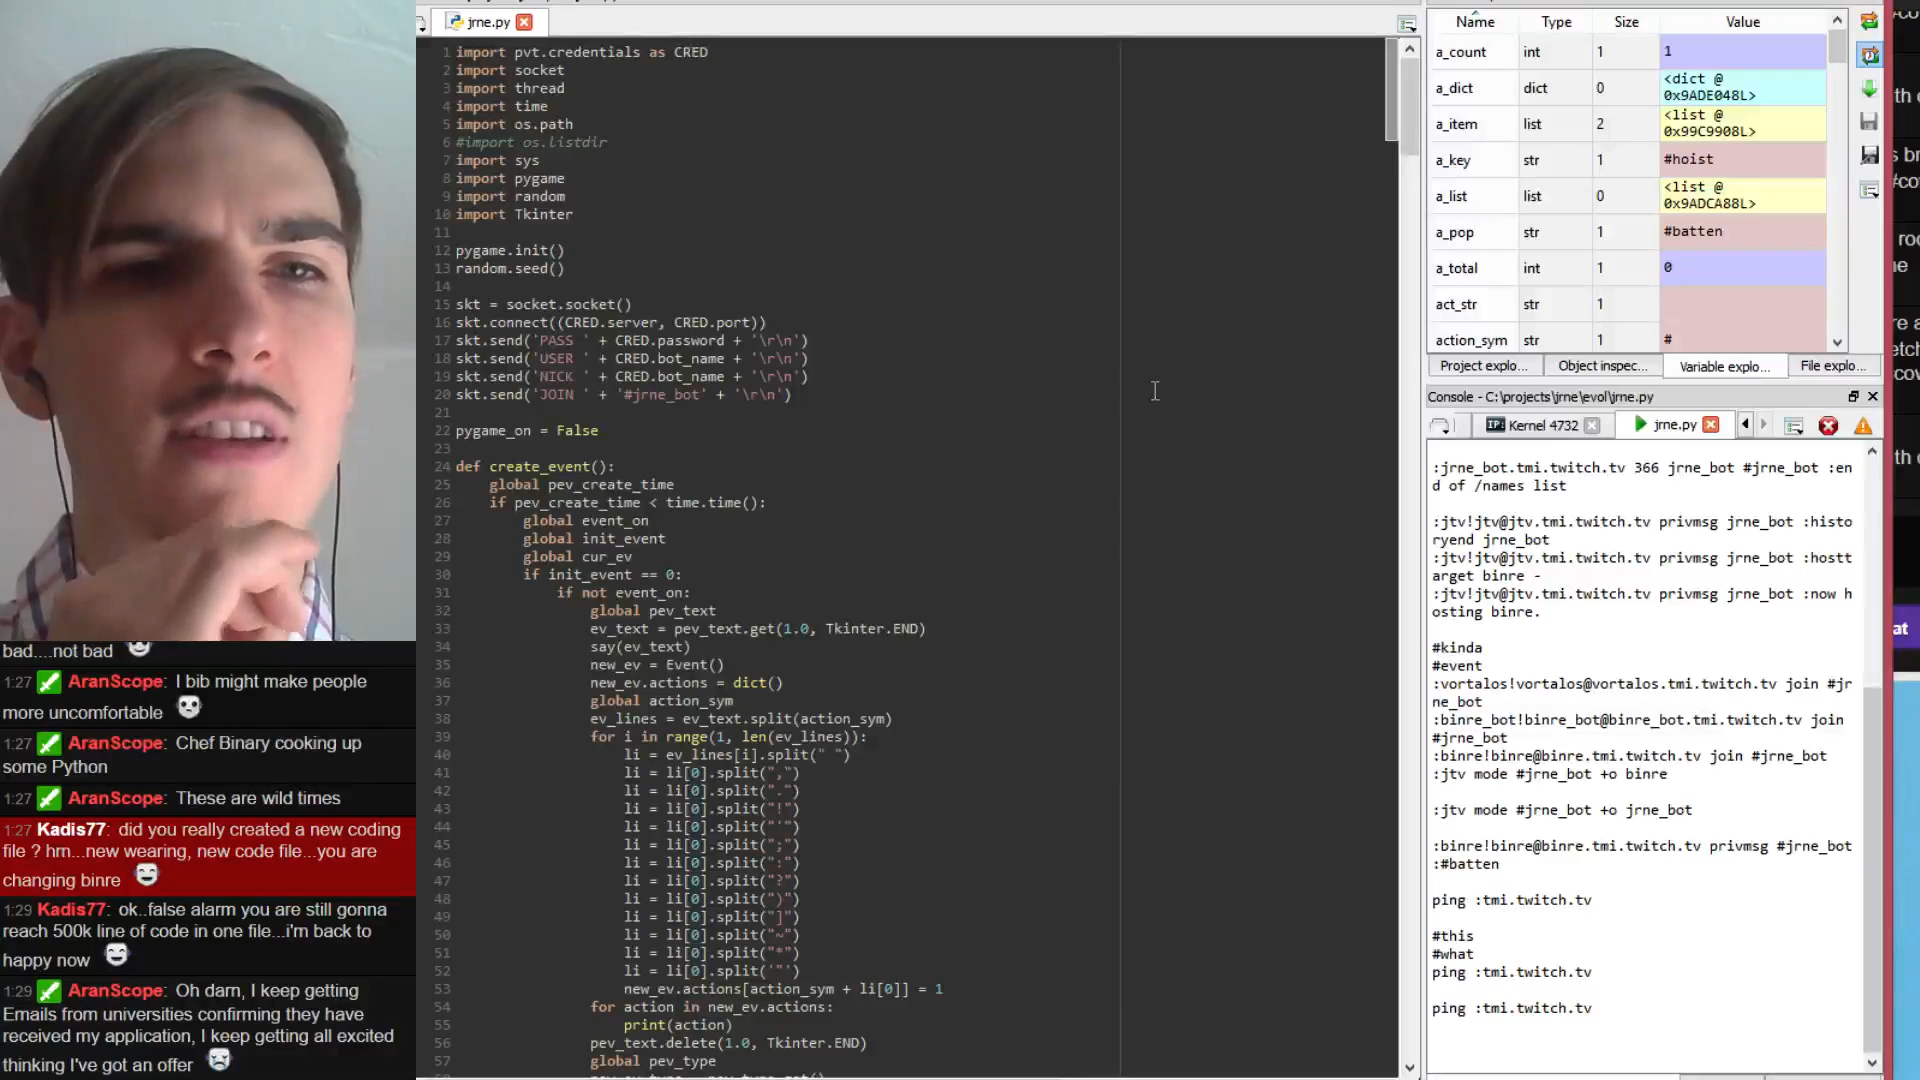 jrne.py
1 import pvt.credentials as CRED
2 import socket
3 import thread
4 import time
5 import os.path
6 #import os.listdir
7 import sys
8 import pygame
9 import random
10 import Tkinter
11
12 pygame.init()
13 random.seed()
14
15 skt = socket.socket()
16 skt.connect((CRED.server, CRED.port))
17 skt.send('PASS ' + CRED.password + '\r\n')
18 skt.send('USER ' + CRED.bot_name + '\r\n')
19 skt.send('NICK ' + CRED.bot_name + '\r\n')
20 skt.send('JOIN ' + '#jrne_bot' + '\r\n')
21
22 pygame_on = False
23
24 def create_event():
25 global pev_create_time
26 if pev_create_time < time.time():
27 global event_on
28 global init_event
29 global cur_ev
30 if init_event == 0:
31 if not event_on:
32 global pev_text
33 ev_text = pev_text.get(1.0, Tkinter.END)
34 say(ev_text)
35 new_ev = Event()
36 new_ev.actions = dict()
37 global action_sym
38 ev_lines = ev_text.split(action_sym)
39 for i in range(1, len(ev_lines)):
40 li = ev_lines[i].split(" ")
41 li = li[0].split(",")
42 li = li[0].split(".")
43 li = li[0].split("!")
44 li = li[0].split("'")
45 li = li[0].split(";")
46 li = li[0].split(":")
47 li = li[0].split("?")
48 li = li[0].split(")")
49 li = li[0].split("]")
50 li = li[0].split("~")
51 li = li[0].split("*")
52 li = li[0].split('"')
53 new_ev.actions[action_sym + li[0]] = 1
54 for action in new_ev.actions:
55 print(action)
56 pev_text.delete(1.0, Tkinter.END)
57 global pev_type
Name Type Size Value
a_count int 1 1
a_dict dict 0 <dict @ 0x9ADE048L>
a_item list 2 <list @ 0x99C9908L>
a_key str 1 #hoist
a_list list 0 <list @ 0x9ADCA88L>
a_pop str 1 #batten
a_total int 1 0
act_str str 1
action_sym str 1 #
Project explo... Object inspec... Variable explo... File explo...
Console - C:\projects\jrne\evol\jrne.py
IP: Kernel 4732 jrne.py
:jrne_bot.tmi.twitch.tv 366 jrne_bot #jrne_bot :en
d of /names list
:jtv!jtv@jtv.tmi.twitch.tv privmsg jrne_bot :histo
ryend jrne_bot
:jtv!jtv@jtv.tmi.twitch.tv privmsg jrne_bot :hostt
arget binre -
:jtv!jtv@jtv.tmi.twitch.tv privmsg jrne_bot :now h
osting binre.
#kinda
#event
:vortalos!vortalos@vortalos.tmi.twitch.tv join #jr
ne_bot
:binre_bot!binre_bot@binre_bot.tmi.twitch.tv join
#jrne_bot
:binre!binre@binre.tmi.twitch.tv join #jrne_bot
:jtv mode #jrne_bot +o binre
:jtv mode #jrne_bot +o jrne_bot
:binre!binre@binre.tmi.twitch.tv privmsg #jrne_bot
:#batten
ping :tmi.twitch.tv
#this
#what
ping :tmi.twitch.tv
ping :tmi.twitch.tv
bad....not bad
1:27 AranScope: I bib might make people
more uncomfortable
1:27 AranScope: Chef Binary cooking up
some Python
1:27 AranScope: These are wild times
1:27 Kadis77: did you really created a new coding
file ? hm...new wearing, new code file...you are
changing binre
1:29 Kadis77: ok..false alarm you are still gonna
reach 500k line of code in one file...i'm back to
happy now
1:29 AranScope: Oh darn, I keep getting
Emails from universities confirming they have
received my application, I keep getting all excited
thinking I've got an offer